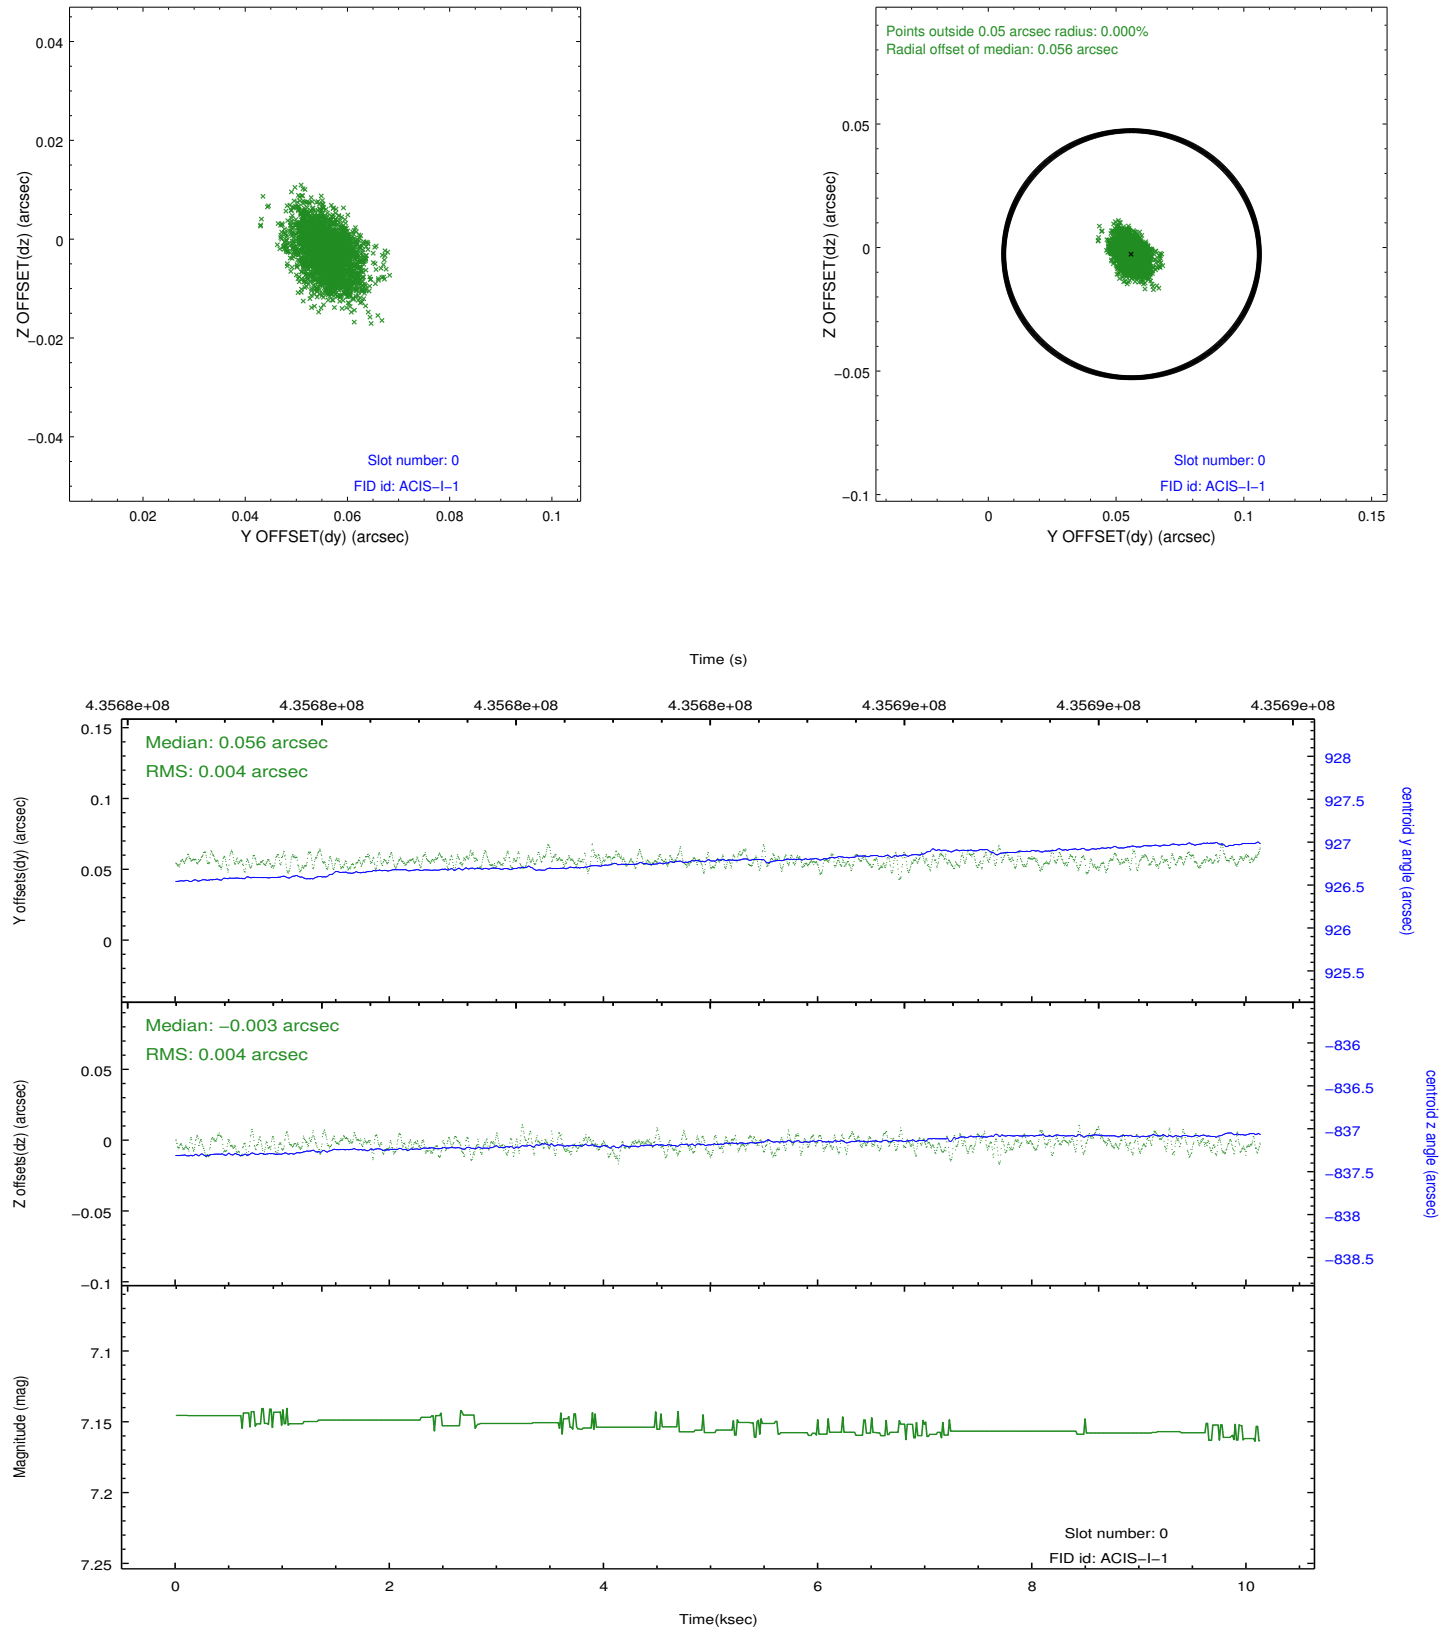 0.04
0.02
0
−0.02
−0.04
Z OFFSET(dz) (arcsec)
Slot number: 0
FID id: ACIS−I−1
0.02
0.04
0.06
0.08
0.1
Y OFFSET(dy) (arcsec)
Points outside 0.05 arcsec radius: 0.000%
Radial offset of median: 0.056 arcsec
0.05
0
−0.05
−0.1
Z OFFSET(dz) (arcsec)
Slot number: 0
FID id: ACIS−I−1
0
0.05
0.1
0.15
Y OFFSET(dy) (arcsec)
Time (s)
4.3568e+08
4.3568e+08
4.3568e+08
4.3568e+08
4.3569e+08
4.3569e+08
4.3569e+08
0.15
0.1
0.05
0
Y offsets(dy) (arcsec)
Median: 0.056 arcsec
RMS: 0.004 arcsec
928
927.5
927
926.5
926
925.5
centroid y angle (arcsec)
0.05
0
−0.05
−0.1
Z offsets(dz) (arcsec)
Median: −0.003 arcsec
RMS: 0.004 arcsec
−836
−836.5
−837
−837.5
−838
−838.5
centroid z angle (arcsec)
7.1
7.15
7.2
7.25
Magnitude (mag)
Slot number: 0
FID id: ACIS−I−1
0
2
4
6
8
10
Time(ksec)